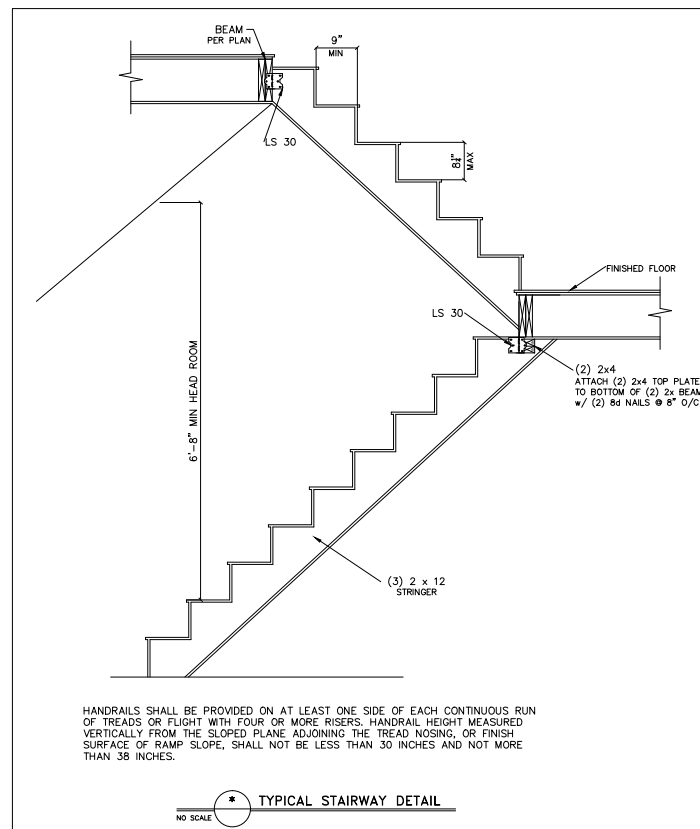 BEAM
PER PLAN
9"
MIN
LS 30
8¼"
MAX
FINISHED FLOOR
LS 30
6'-8" MIN HEAD ROOM
(2) 2x4
ATTACH (2) 2x4 TOP PLATE
TO BOTTOM OF (2) 2x BEAM
w/ (2) 8d NAILS @ 8" O/C
(3) 2 x 12
STRINGER
HANDRAILS SHALL BE PROVIDED ON AT LEAST ONE SIDE OF EACH CONTINUOUS RUN
OF TREADS OR FLIGHT WITH FOUR OR MORE RISERS. HANDRAIL HEIGHT MEASURED
VERTICALLY FROM THE SLOPED PLANE ADJOINING THE TREAD NOSING, OR FINISH
SURFACE OF RAMP SLOPE, SHALL NOT BE LESS THAN 30 INCHES AND NOT MORE
THAN 38 INCHES.
* TYPICAL STAIRWAY DETAIL
NO SCALE